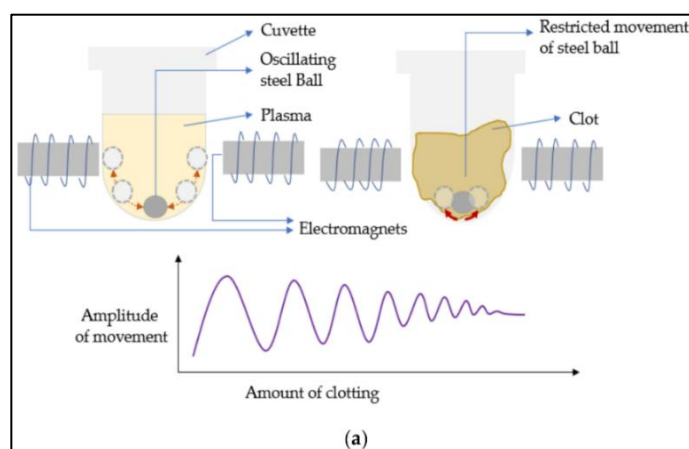 Cuvette
Oscillating
steel Ball
Plasma
Restricted movement
of steel ball
Clot
Electromagnets
Amplitude
of movement
Amount of clotting
(a)